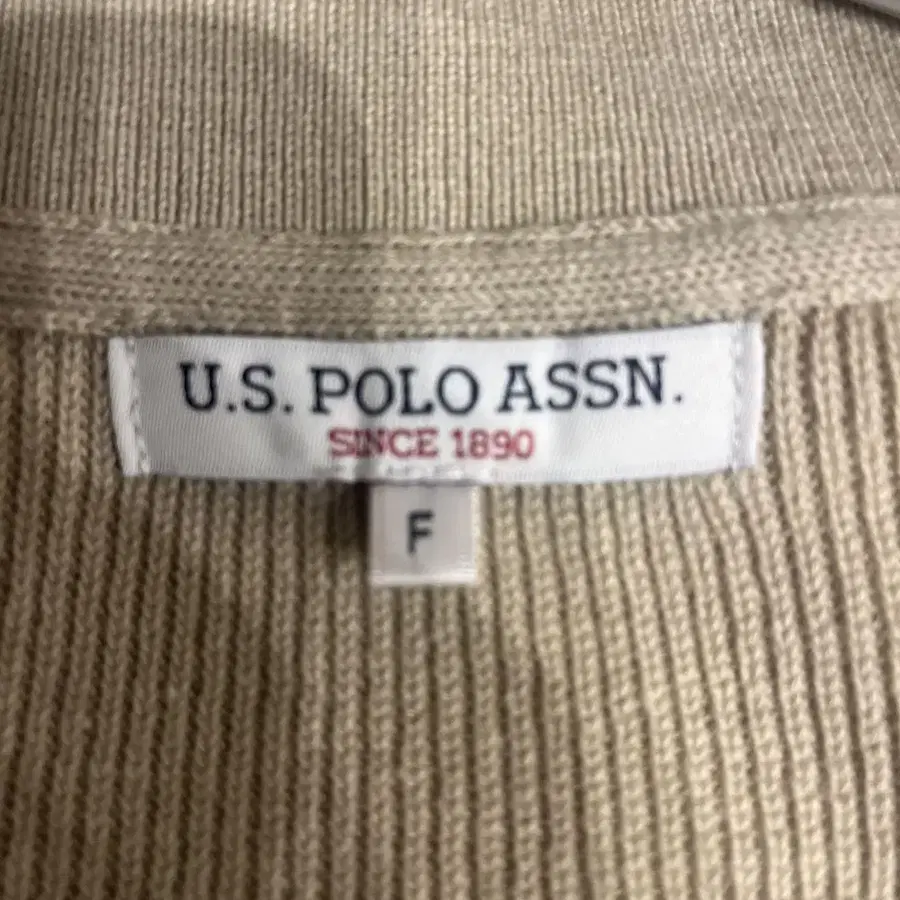 U.S. POLO ASSN.
SINCE 1890
F